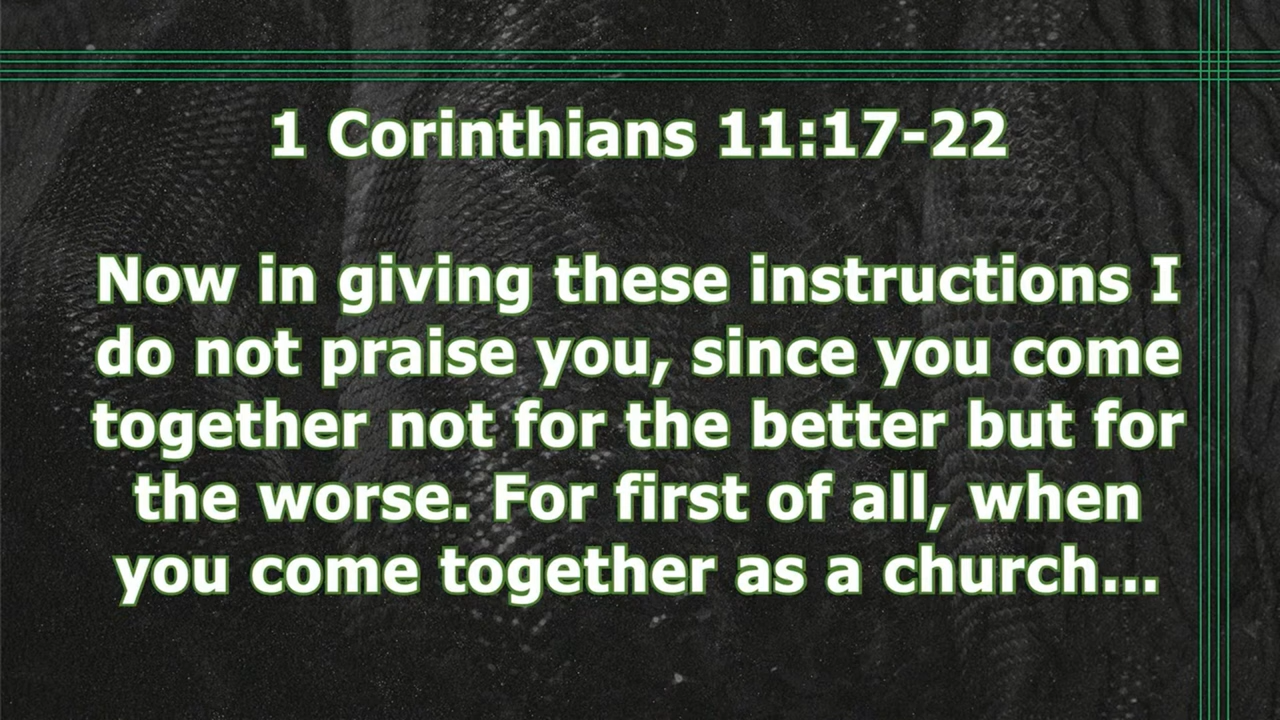 1 Corinthians 11:17-22
Now in giving these instructions I
do not praise you, since you come
together not for the better but for
the worse. For first of all, when
you come together as a church...